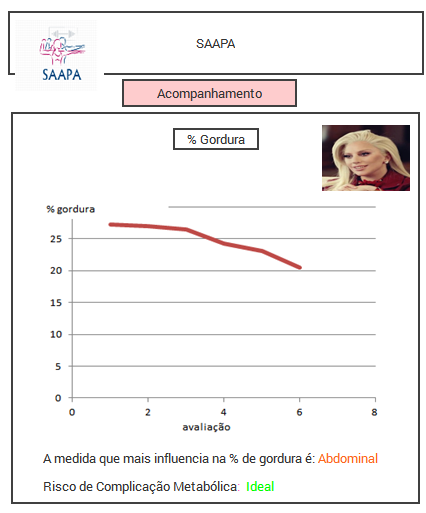 SAAPA
SAAPA
Acompanhamento
% Gordura
% gordura
25
20
15
10
5
0
0 2 4 6 8
avaliação
A medida que mais influencia na % de gordura é: Abdominal
Risco de Complicação Metabólica: Ideal